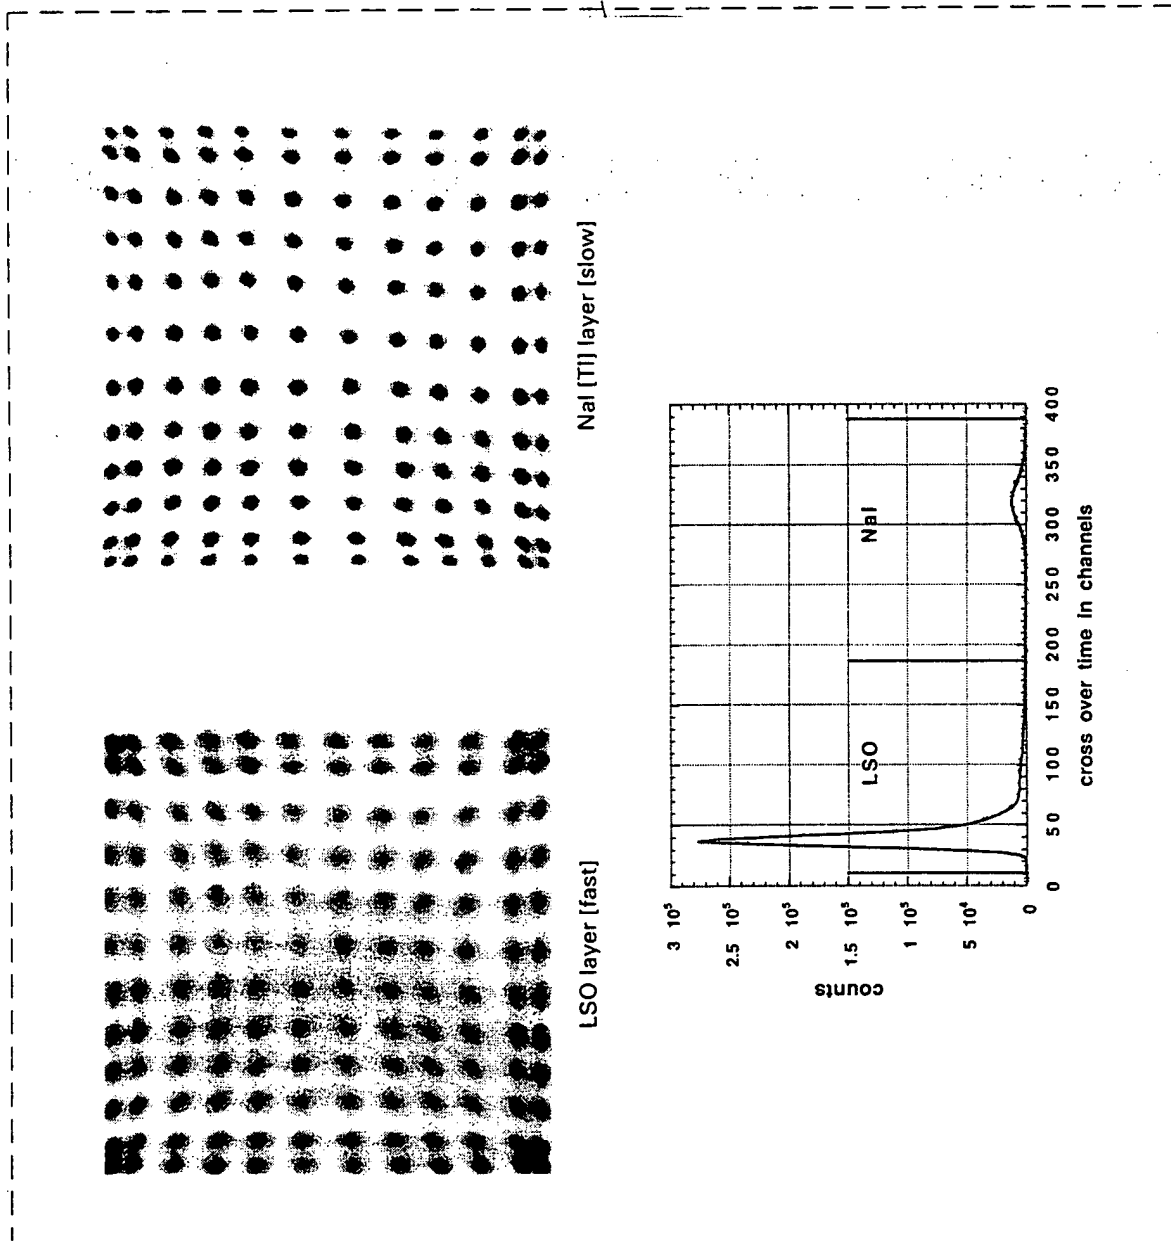 LSO layer [fast]
NaI [Tl] layer [slow]
3 10⁵
2.5 10⁵
2 10⁵
1.5 10⁵
1 10⁵
5 10⁴
0
counts
LSO
NaI
0 50 100 150 200 250 300 350 400
cross over time in channels